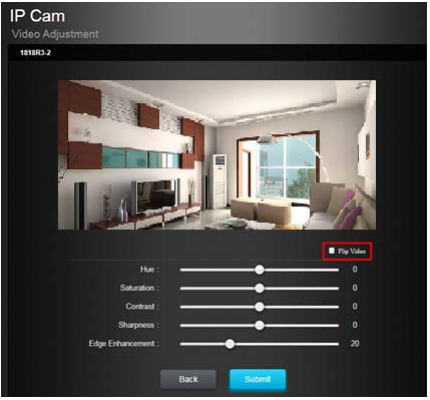 IP Cam
Video Adjustment
1818R3-2
Flip Video
Hue : 0
Saturation : 0
Contrast : 0
Sharpness : 0
Edge Enhancement : 20
Back Submit